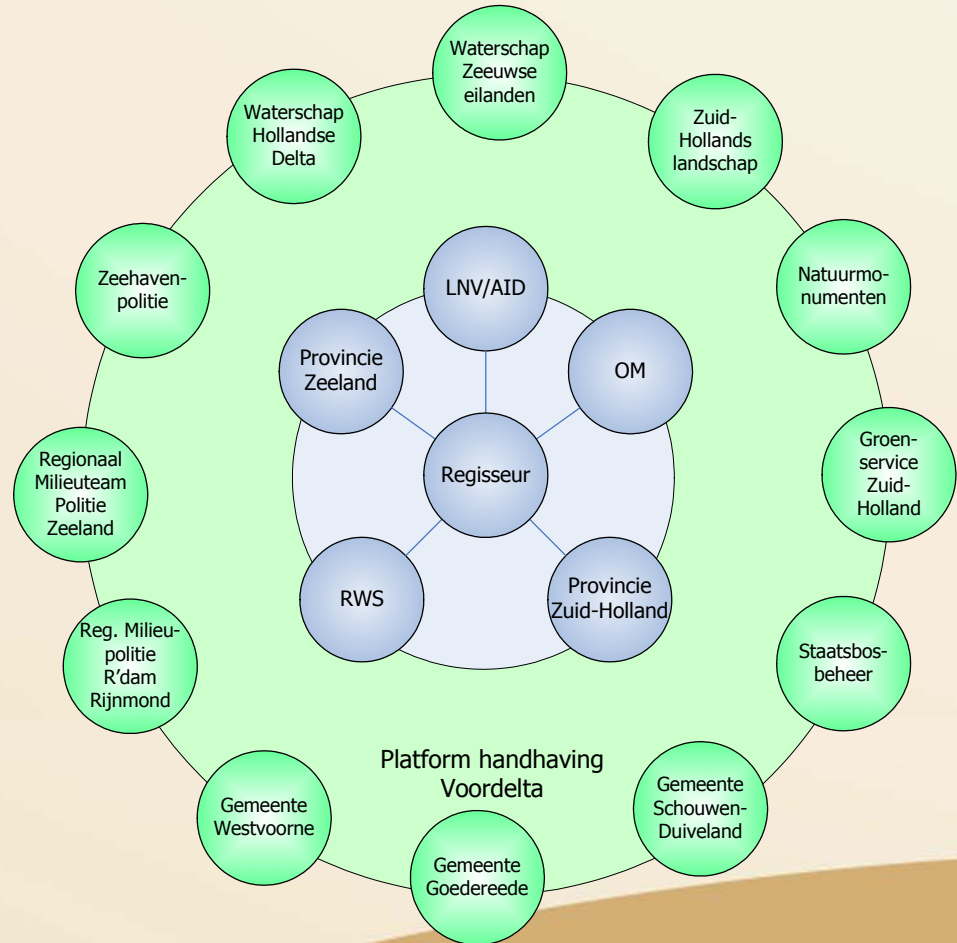 Waterschap
Zeeuwse
eilanden
Waterschap
Hollandse
Delta
Zuid-
Hollands
landschap
Zeehaven-
politie
LNV/AID
Natuurmo-
numenten
Provincie
Zeeland
OM
Regionaal
Milieuteam
Politie
Zeeland
Regisseur
Groen-
service
Zuid-
Holland
RWS
Provincie
Zuid-Holland
Reg. Milieu-
politie
R'dam
Rijnmond
Staatsbos-
beheer
Platform handhaving
Voordelta
Gemeente
Westvoorne
Gemeente
Schouwen-
Duiveland
Gemeente
Goedereede